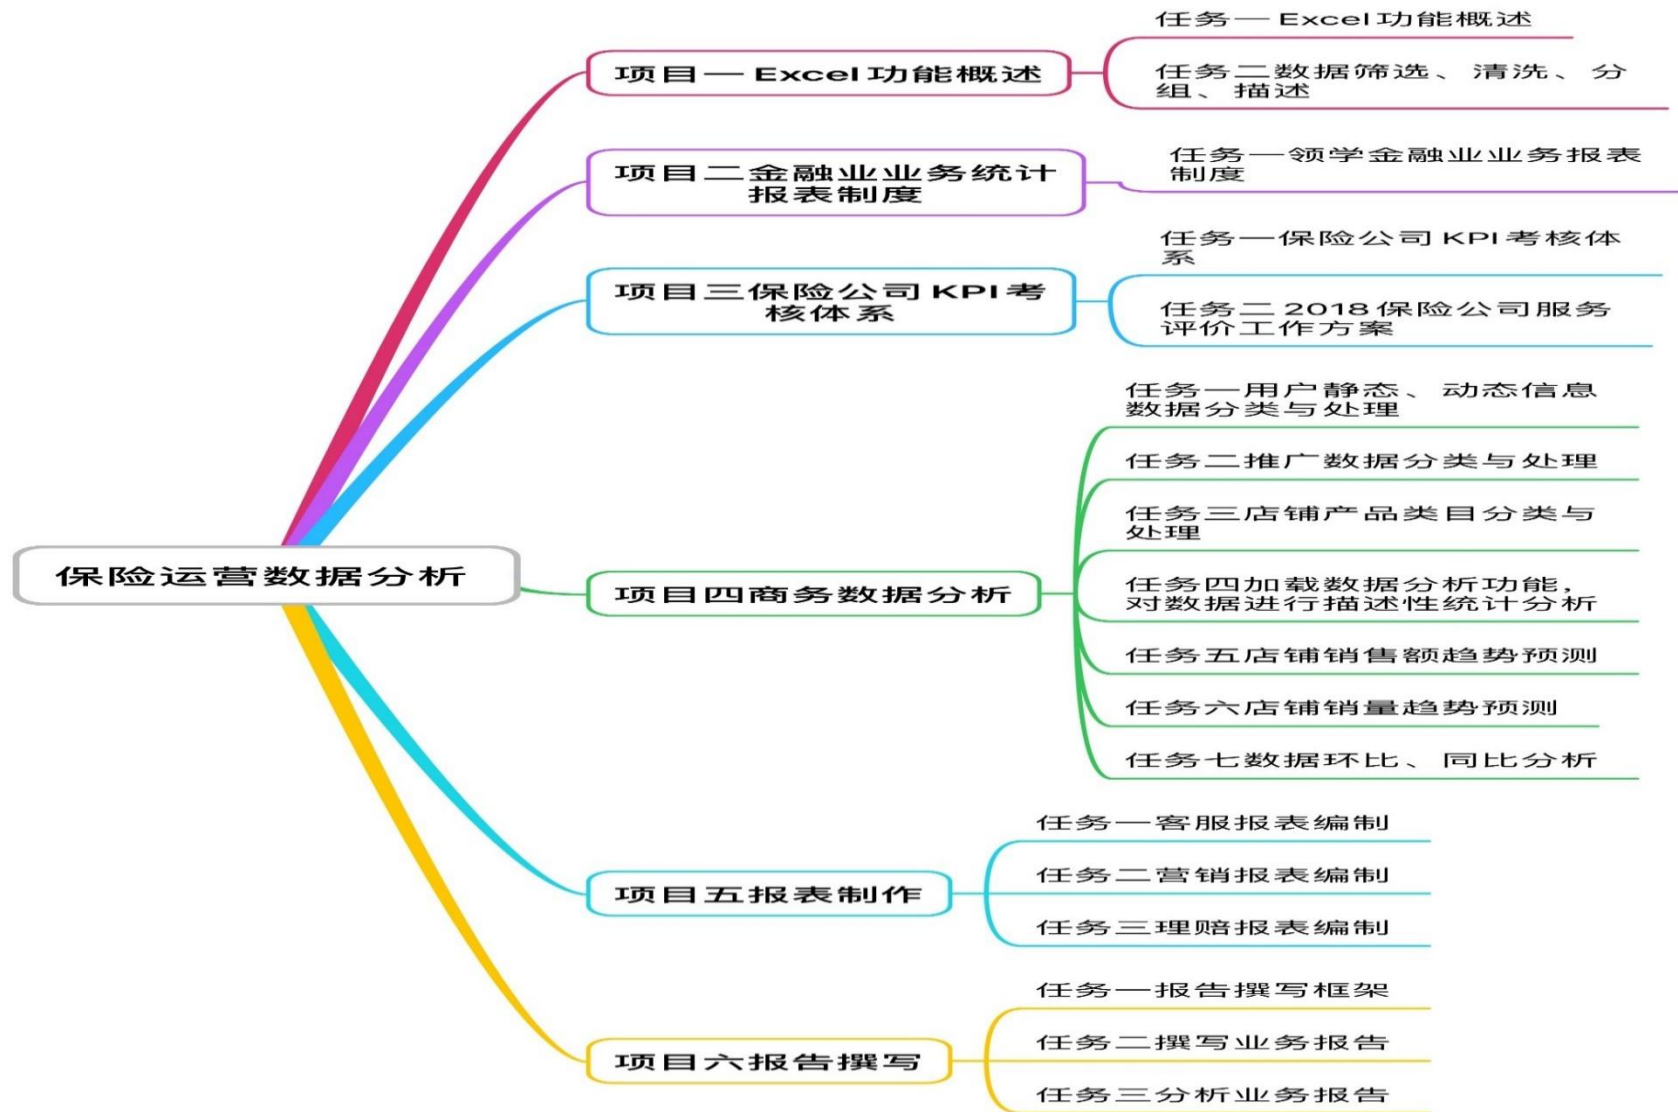 保险运营数据分析
项目一 Excel功能概述
任务一 Excel功能概述
任务二数据筛选、清洗、分
组、描述
项目二金融业业务统计
报表制度
任务一领学金融业业务报表
制度
项目三保险公司KPI考
核体系
任务一保险公司KPI考核体
系
任务二 2018保险公司服务
评价工作方案
项目四商务数据分析
任务一用户静态、动态信息
数据分类与处理
任务二推广数据分类与处理
任务三店铺产品类目分类与
处理
任务四加载数据分析功能,
对数据进行描述性统计分析
任务五店铺销售额趋势预测
任务六店铺销量趋势预测
任务七数据环比、同比分析
项目五报表制作
任务一客服报表编制
任务二营销报表编制
任务三理赔报表编制
项目六报告撰写
任务一报告撰写框架
任务二撰写业务报告
任务三分析业务报告